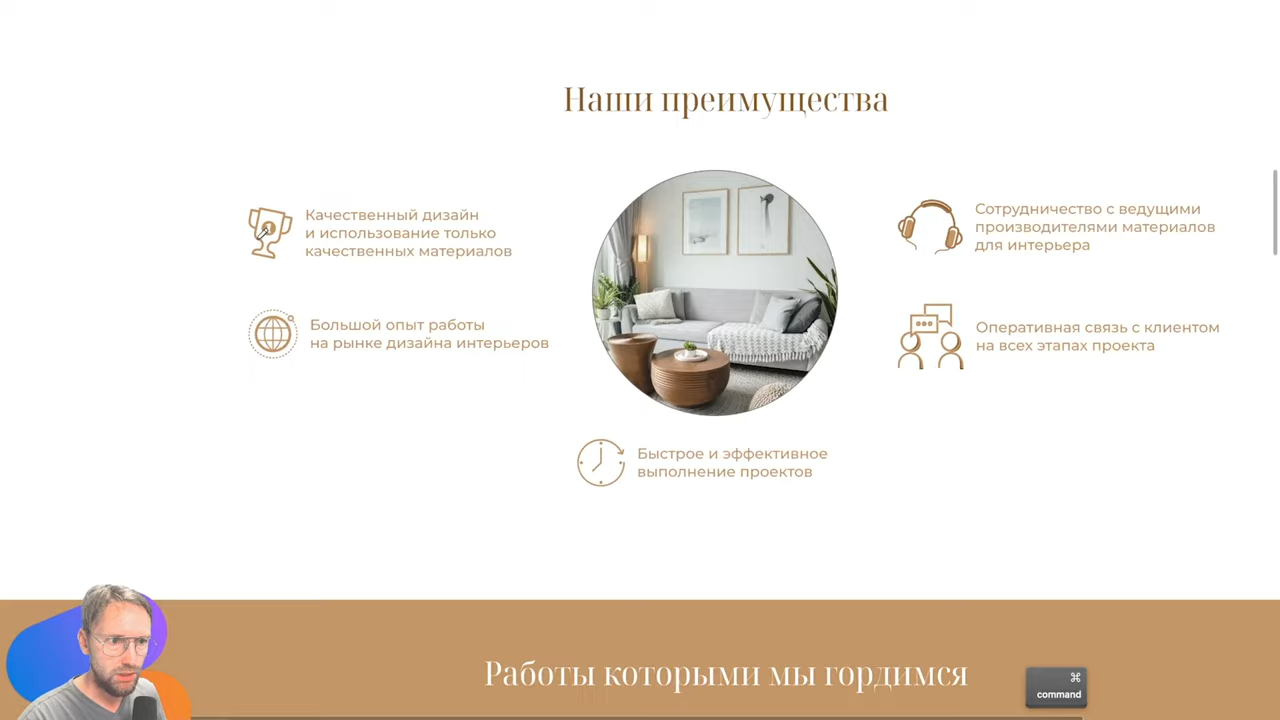 Наши преимущества
Качественный дизайн
и использование только
качественных материалов
Большой опыт работы
на рынке дизайна интерьеров
Сотрудничество с ведущими
производителями материалов
для интерьера
Оперативная связь с клиентом
на всех этапах проекта
Быстрое и эффективное
выполнение проектов
Работы которыми мы гордимся
⌘
command